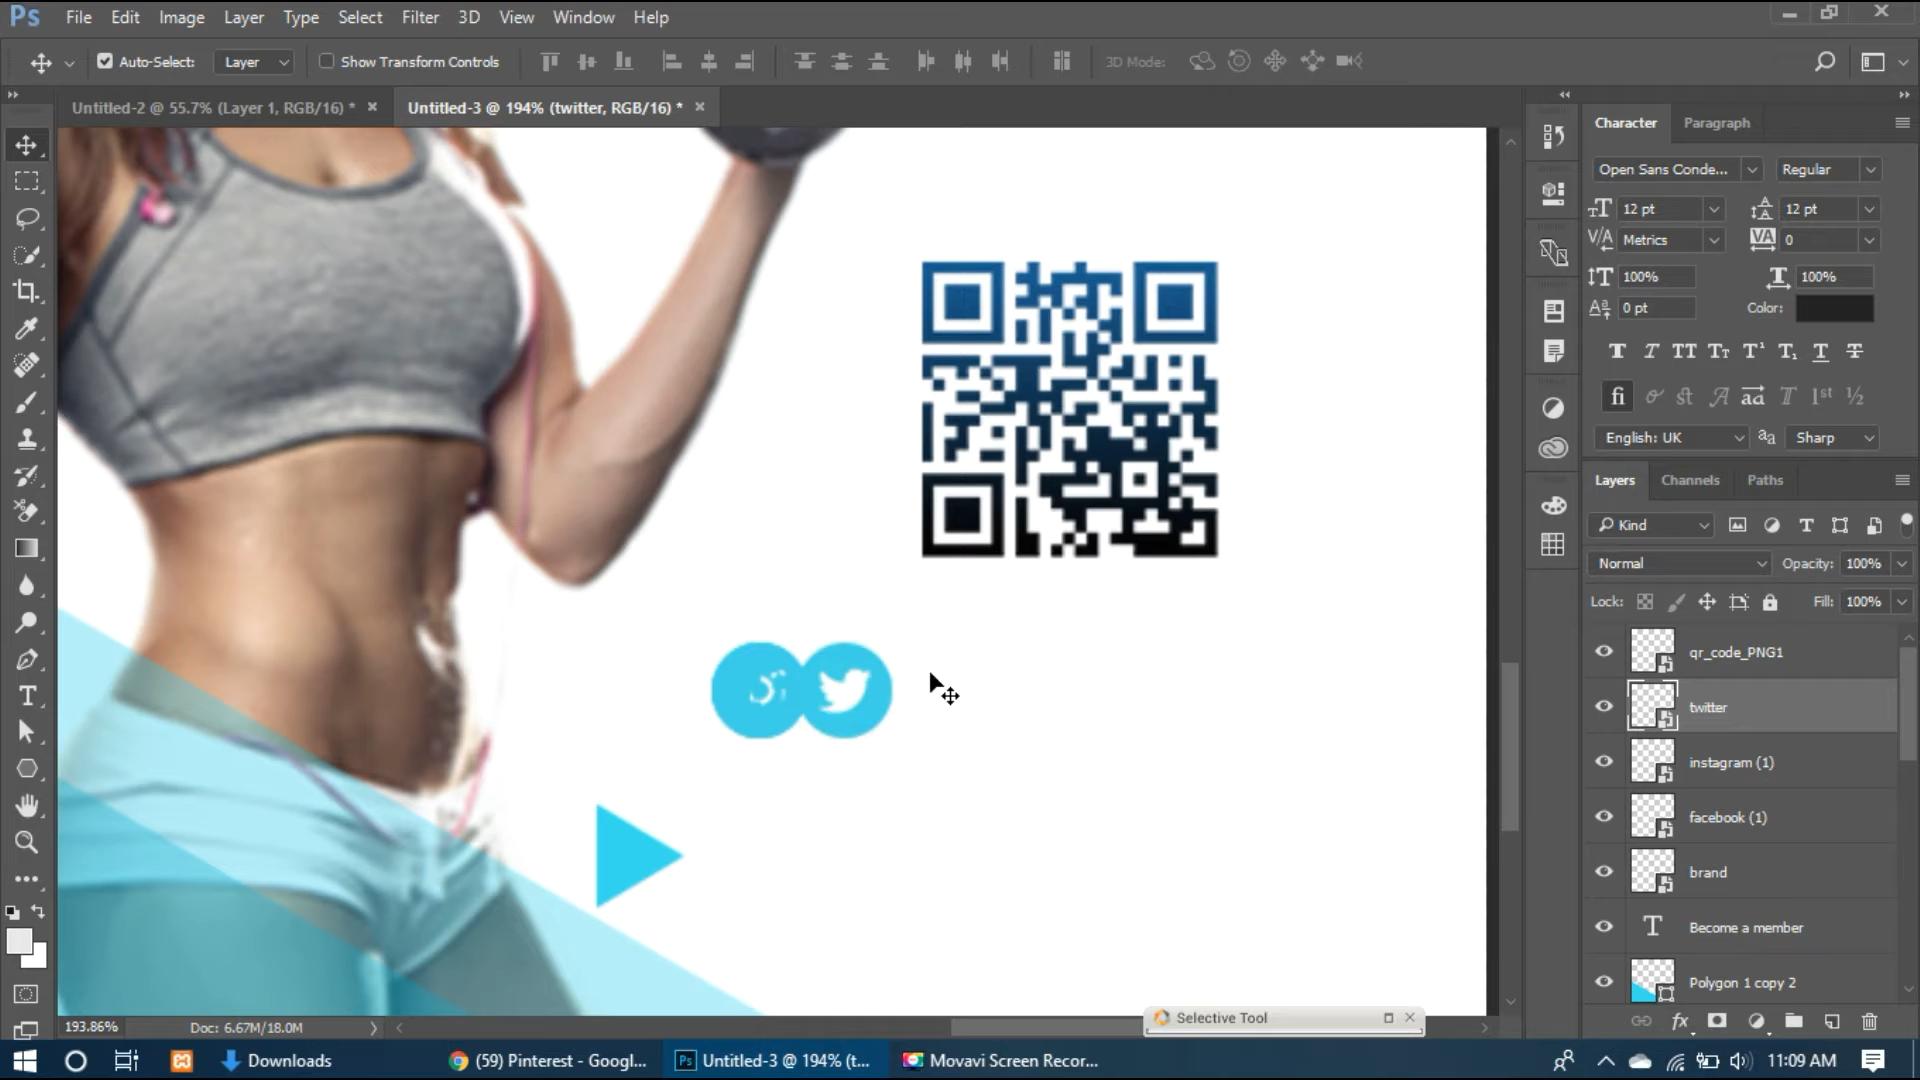 Ps File Edit Image Layer Type Select Filter 3D View Window Help
Auto-Select: Layer Show Transform Controls 3D Mode:
Untitled-2 @ 55.7% (Layer 1, RGB/16) * Untitled-3 @ 194% (twitter, RGB/16) *
Character Paragraph
Open Sans Conde... Regular
12 pt 12 pt
Metrics 0
100% 100%
0 pt Color:
fi 1st ½
English: UK Sharp
Layers Channels Paths
Kind
Normal Opacity: 100%
Lock: Fill: 100%
qr_code_PNG1
twitter
instagram (1)
facebook (1)
brand
Become a member
Polygon 1 copy 2
193.86% Doc: 6.67M/18.0M
Selective Tool
Downloads (59) Pinterest - Googl... Ps Untitled-3 @ 194% (t... Movavi Screen Recor... 11:09 AM